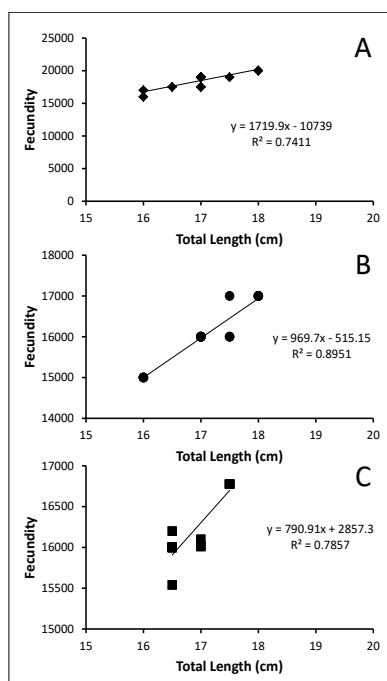 A
25000
20000
15000
10000
5000
0
Fecundity
y = 1719.9x - 10739
R² = 0.7411
15 16 17 18 19 20
Total Length (cm)
B
18000
17000
16000
15000
14000
Fecundity
y = 969.7x - 515.15
R² = 0.8951
15 16 17 18 19 20
Total Length (cm)
C
17000
16500
16000
15500
15000
Fecundity
y = 790.91x + 2857.3
R² = 0.7857
15 16 17 18 19 20
Total Length (cm)